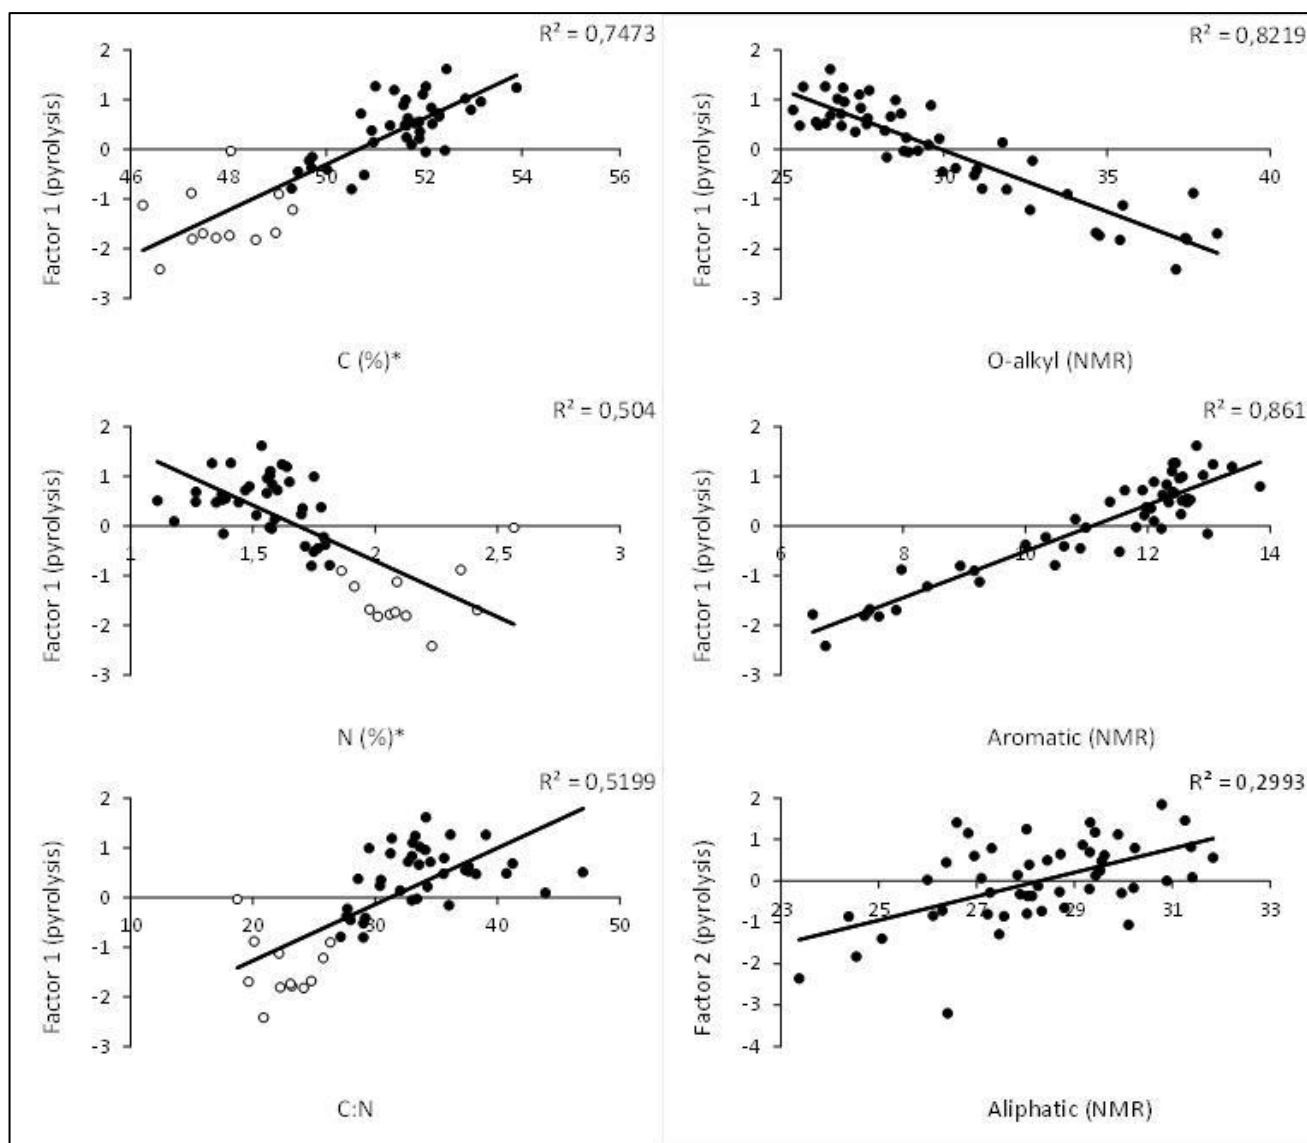 R² = 0,7473
2
1
0
-1
-2
-3
46 48 50 52 54 56
Factor 1 (pyrolysis)
C (%)*
R² = 0,8219
2
1
0
-1
-2
-3
25 30 35 40
Factor 1 (pyrolysis)
O-alkyl (NMR)
R² = 0,504
2
1
0
-1
-2
-3
1 1,5 2 2,5 3
Factor 1 (pyrolysis)
N (%)*
R² = 0,861
2
1
0
-1
-2
-3
6 8 10 12 14
Factor 1 (pyrolysis)
Aromatic (NMR)
R² = 0,5199
2
1
0
-1
-2
-3
10 20 30 40 50
Factor 1 (pyrolysis)
C:N
R² = 0,2993
2
1
0
-1
-2
-3
-4
23 25 27 29 31 33
Factor 2 (pyrolysis)
Aliphatic (NMR)